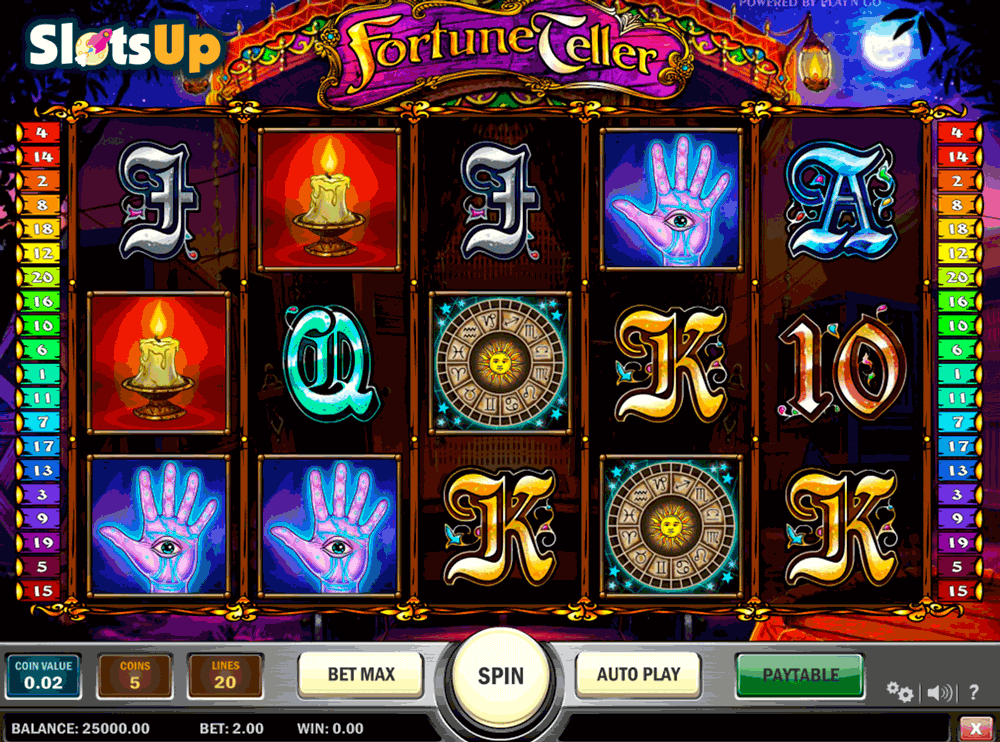 POWERED BY PLAY'N GO
SlotsUp
Fortune Teller
4 4
14 14
2 2
8 8
18 18
12 12
20 20
16 16
10 10
6 6
1 1
11 11
7 7
17 17
13 13
3 3
9 9
19 19
5 5
15 15
J J A
Q K 10
K K
COIN VALUE
0.02
COINS
5
LINES
20
BET MAX
SPIN
AUTO PLAY
PAYTABLE
?
BALANCE: 25000.00 BET: 2.00 WIN: 0.00
X